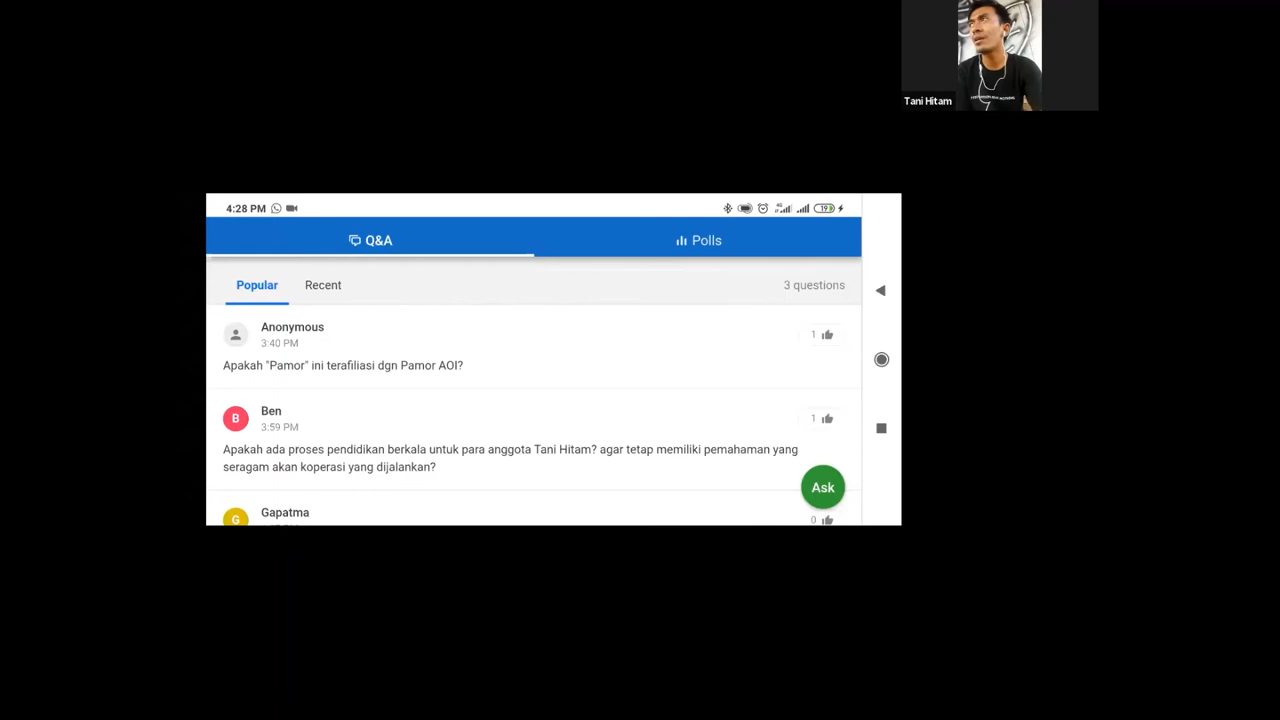 Tani Hitam
4:28 PM
4G
19
Q&A
Polls
Popular
Recent
3 questions
Anonymous
3:40 PM
1
Apakah "Pamor" ini terafiliasi dgn Pamor AOI?
B
Ben
3:59 PM
1
Apakah ada proses pendidikan berkala untuk para anggota Tani Hitam? agar tetap memiliki pemahaman yang
seragam akan koperasi yang dijalankan?
Ask
G
Gapatma
0